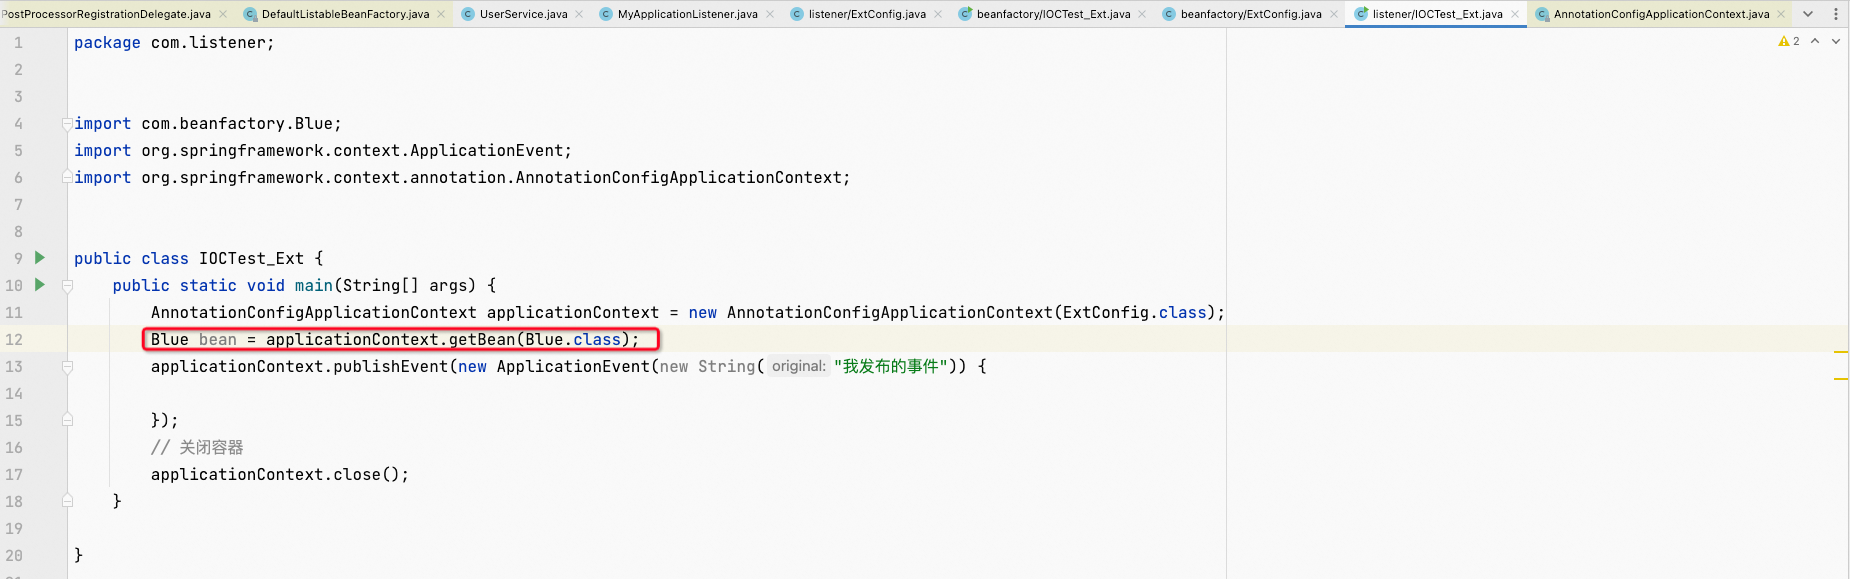 PostProcessorRegistrationDelegate.java DefaultListableBeanFactory.java UserService.java MyApplicationListener.java listener/ExtConfig.java beanfactory/IOCTest_Ext.java beanfactory/ExtConfig.java listener/IOCTest_Ext.java AnnotationConfigApplicationContext.java
1 package com.listener;
2
2
3
4 import com.beanfactory.Blue;
5 import org.springframework.context.ApplicationEvent;
6 import org.springframework.context.annotation.AnnotationConfigApplicationContext;
7
8
9 public class IOCTest_Ext {
10 public static void main(String[] args) {
11 AnnotationConfigApplicationContext applicationContext = new AnnotationConfigApplicationContext(ExtConfig.class);
12 Blue bean = applicationContext.getBean(Blue.class);
13 applicationContext.publishEvent(new ApplicationEvent(new String( original: "我发布的事件")) {
14
15 });
16 // 关闭容器
17 applicationContext.close();
18 }
19
20 }